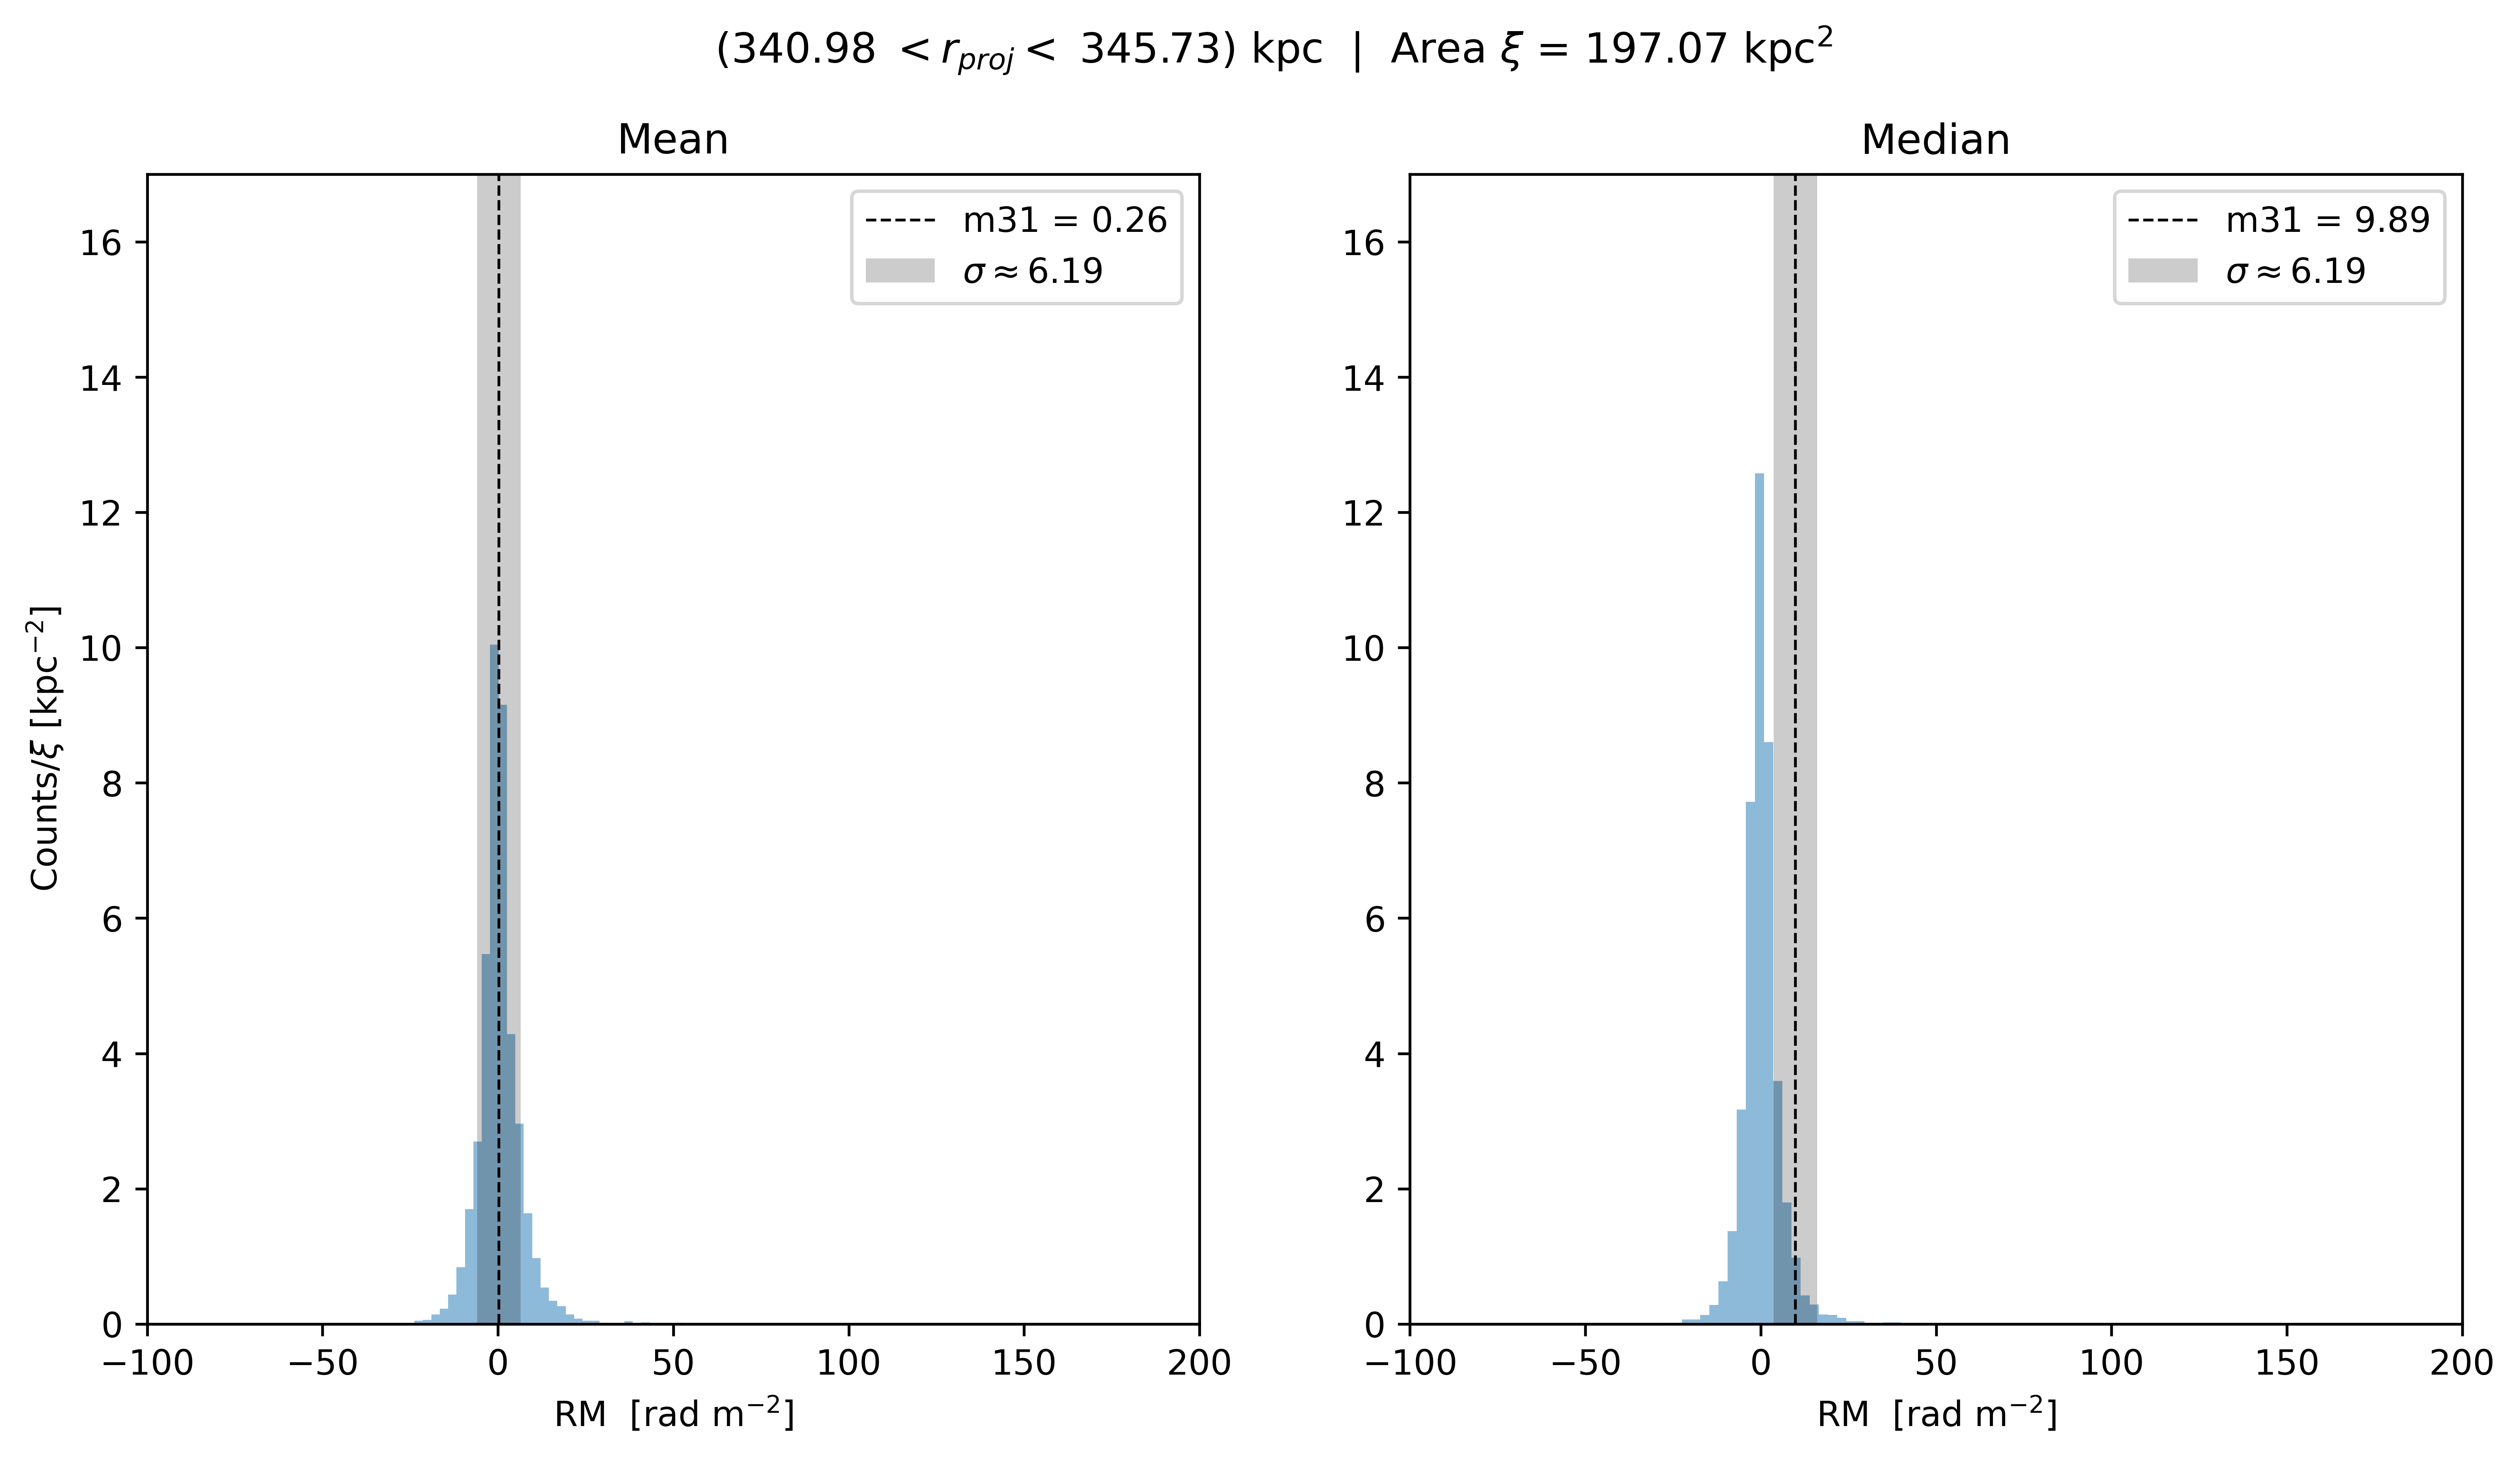 (340.98 < r_proj < 345.73) kpc | Area ξ = 197.07 kpc²
Mean
m31 = 0.26
σ ≈ 6.19
16
14
12
10
8
6
4
2
0
Counts/ξ [kpc⁻²]
−100 −50 0 50 100 150 200
RM [rad m⁻²]
Median
m31 = 9.89
σ ≈ 6.19
16
14
12
10
8
6
4
2
0
−100 −50 0 50 100 150 200
RM [rad m⁻²]